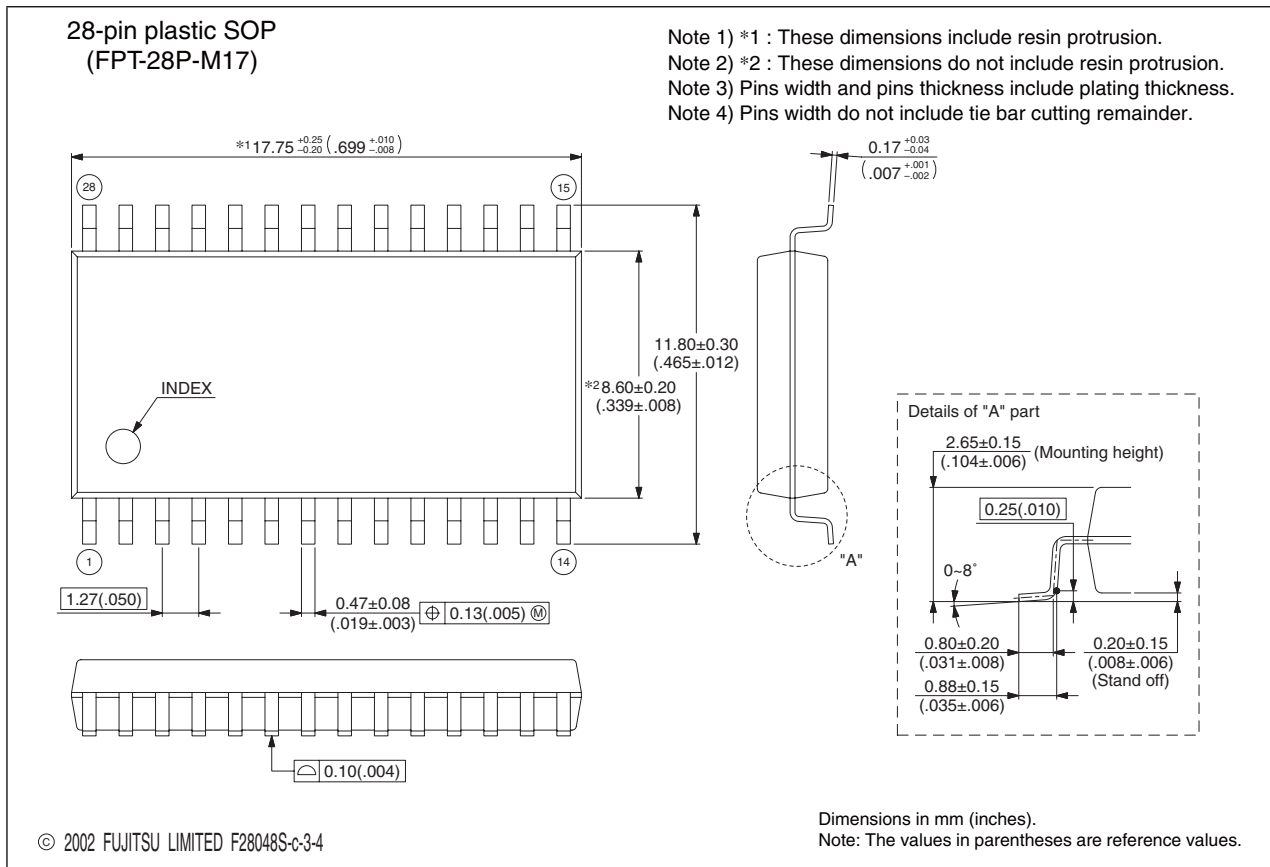 28-pin plastic SOP
(FPT-28P-M17)
Note 1) *1 : These dimensions include resin protrusion.
Note 2) *2 : These dimensions do not include resin protrusion.
Note 3) Pins width and pins thickness include plating thickness.
Note 4) Pins width do not include tie bar cutting remainder.
*1 17.75 +0.25 −0.20 (.699 +.010 −.008)
0.17 +0.03 −0.04
(.007 +.001 −.002)
28
15
11.80±0.30
(.465±.012)
*2 8.60±0.20
(.339±.008)
INDEX
1
14
"A"
1.27(.050)
0.47±0.08
(.019±.003)
⌖ 0.13(.005) Ⓜ
⌓ 0.10(.004)
Details of "A" part
2.65±0.15
(.104±.006)
(Mounting height)
0.25(.010)
0~8°
0.80±0.20
(.031±.008)
0.88±0.15
(.035±.006)
0.20±0.15
(.008±.006)
(Stand off)
© 2002 FUJITSU LIMITED F28048S-c-3-4
Dimensions in mm (inches).
Note: The values in parentheses are reference values.